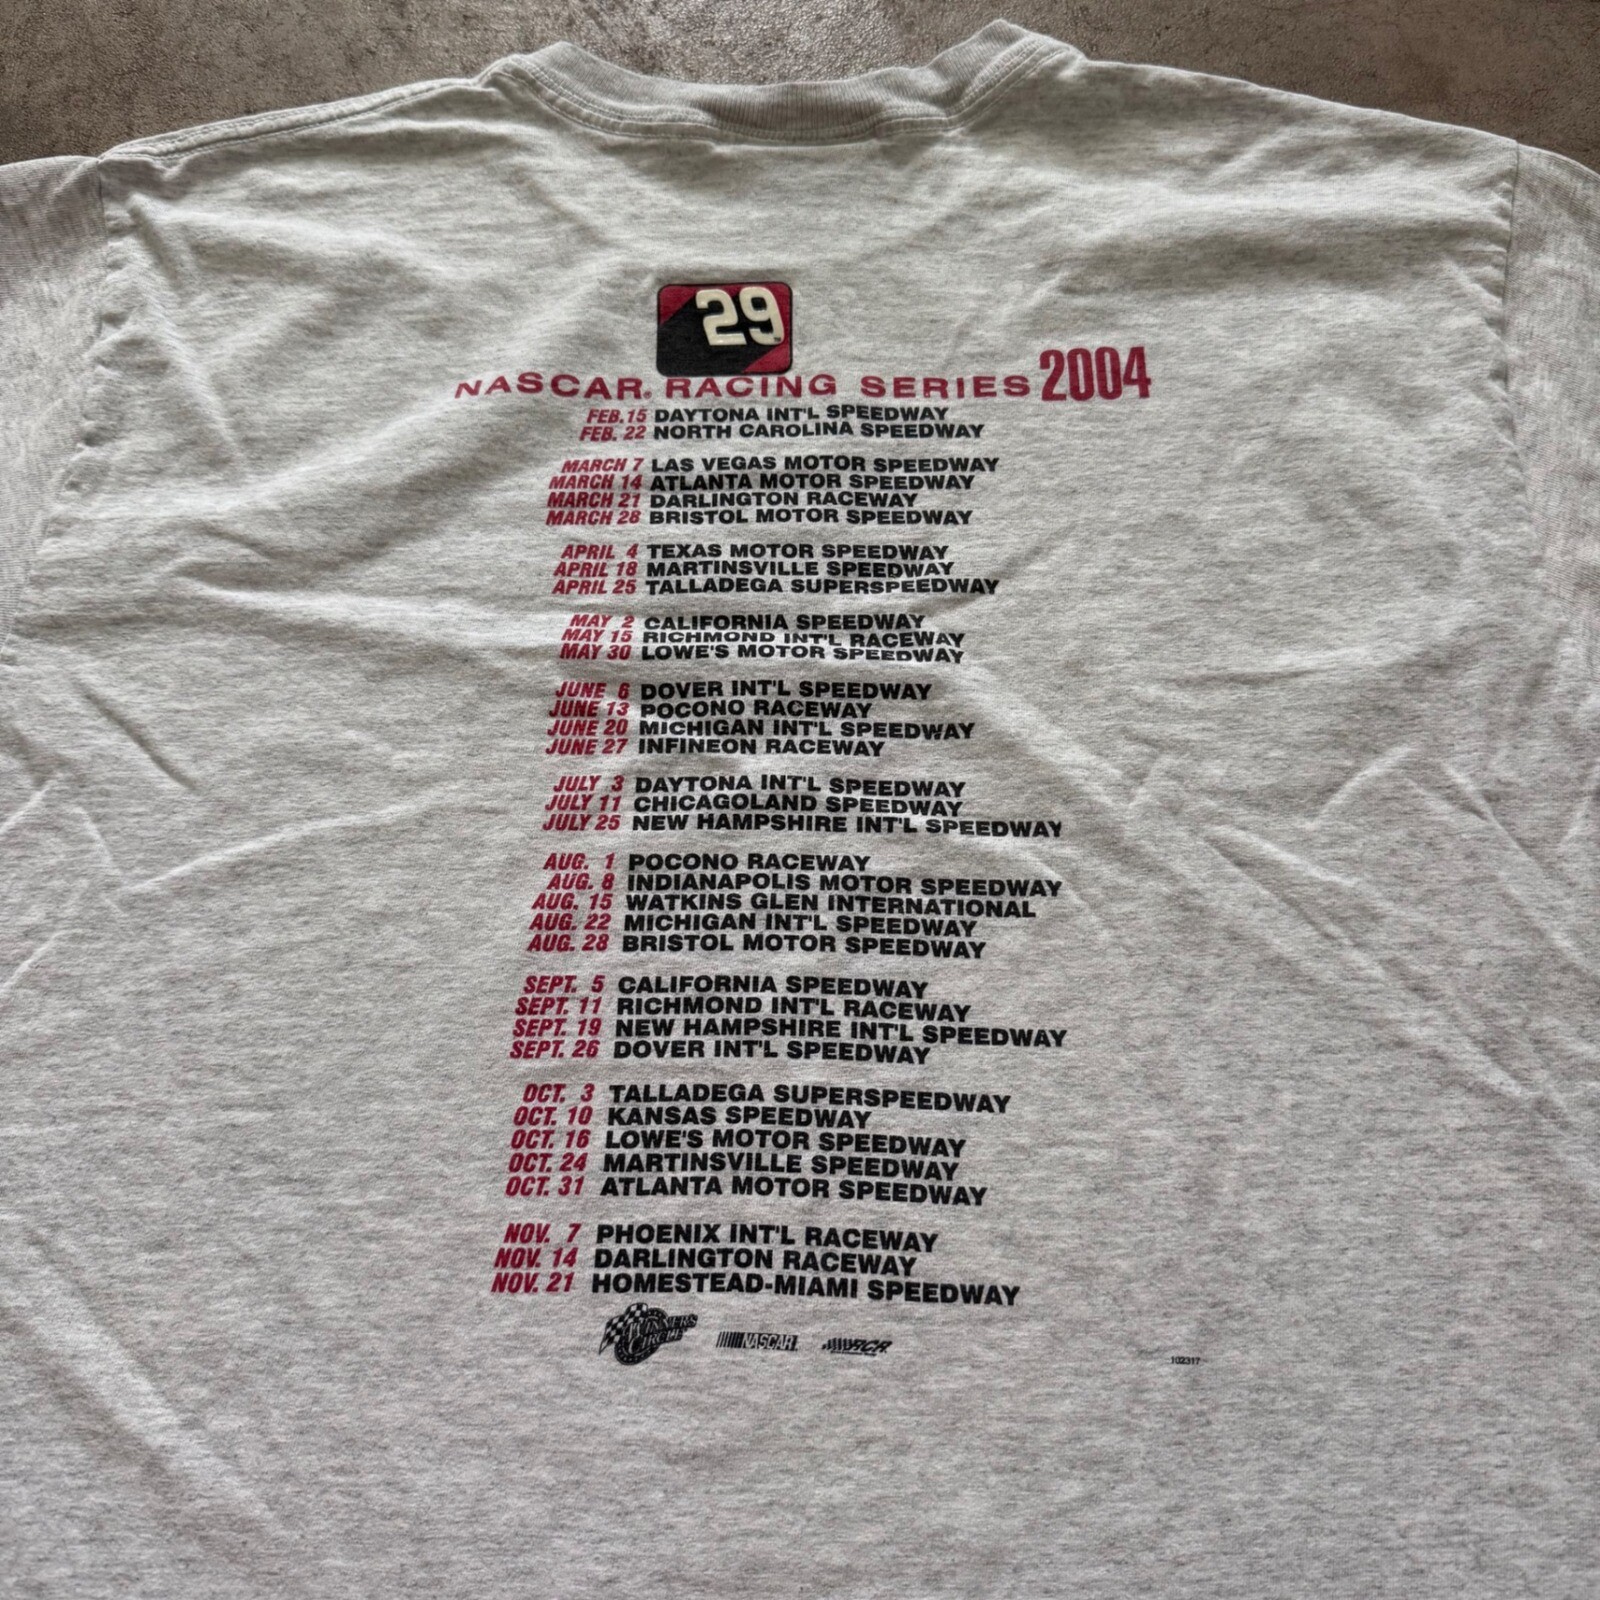 29
NASCAR® RACING SERIES 2004
FEB.15 DAYTONA INT'L SPEEDWAY
FEB. 22 NORTH CAROLINA SPEEDWAY
MARCH 7 LAS VEGAS MOTOR SPEEDWAY
MARCH 14 ATLANTA MOTOR SPEEDWAY
MARCH 21 DARLINGTON RACEWAY
MARCH 28 BRISTOL MOTOR SPEEDWAY
APRIL 4 TEXAS MOTOR SPEEDWAY
APRIL 18 MARTINSVILLE SPEEDWAY
APRIL 25 TALLADEGA SUPERSPEEDWAY
MAY 2 CALIFORNIA SPEEDWAY
MAY 15 RICHMOND INT'L RACEWAY
MAY 30 LOWE'S MOTOR SPEEDWAY
JUNE 6 DOVER INT'L SPEEDWAY
JUNE 13 POCONO RACEWAY
JUNE 20 MICHIGAN INT'L SPEEDWAY
JUNE 27 INFINEON RACEWAY
JULY 3 DAYTONA INT'L SPEEDWAY
JULY 11 CHICAGOLAND SPEEDWAY
JULY 25 NEW HAMPSHIRE INT'L SPEEDWAY
AUG. 1 POCONO RACEWAY
AUG. 8 INDIANAPOLIS MOTOR SPEEDWAY
AUG. 15 WATKINS GLEN INTERNATIONAL
AUG. 22 MICHIGAN INT'L SPEEDWAY
AUG. 28 BRISTOL MOTOR SPEEDWAY
SEPT. 5 CALIFORNIA SPEEDWAY
SEPT. 11 RICHMOND INT'L RACEWAY
SEPT. 19 NEW HAMPSHIRE INT'L SPEEDWAY
SEPT. 26 DOVER INT'L SPEEDWAY
OCT. 3 TALLADEGA SUPERSPEEDWAY
OCT. 10 KANSAS SPEEDWAY
OCT. 16 LOWE'S MOTOR SPEEDWAY
OCT. 24 MARTINSVILLE SPEEDWAY
OCT. 31 ATLANTA MOTOR SPEEDWAY
NOV. 7 PHOENIX INT'L RACEWAY
NOV. 14 DARLINGTON RACEWAY
NOV. 21 HOMESTEAD-MIAMI SPEEDWAY
WINNERS CIRCLE NASCAR RCR
102317